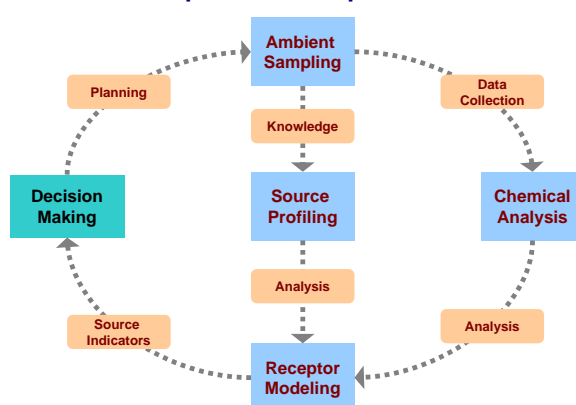 Ambient
Sampling
Planning
Data
Collection
Knowledge
Decision
Making
Source
Profiling
Chemical
Analysis
Analysis
Source
Indicators
Analysis
Receptor
Modeling